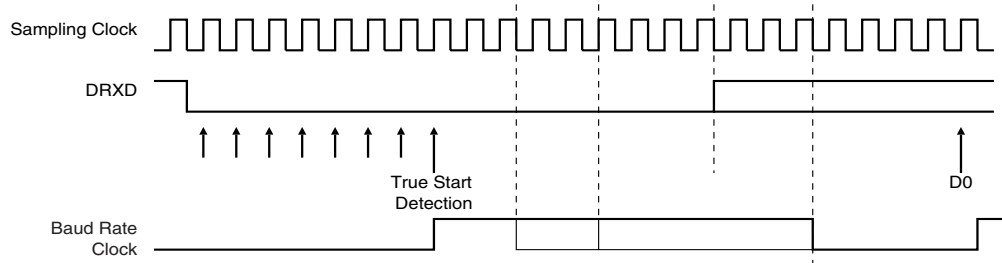 Sampling Clock
DRXD
True Start
Detection
D0
Baud Rate
Clock